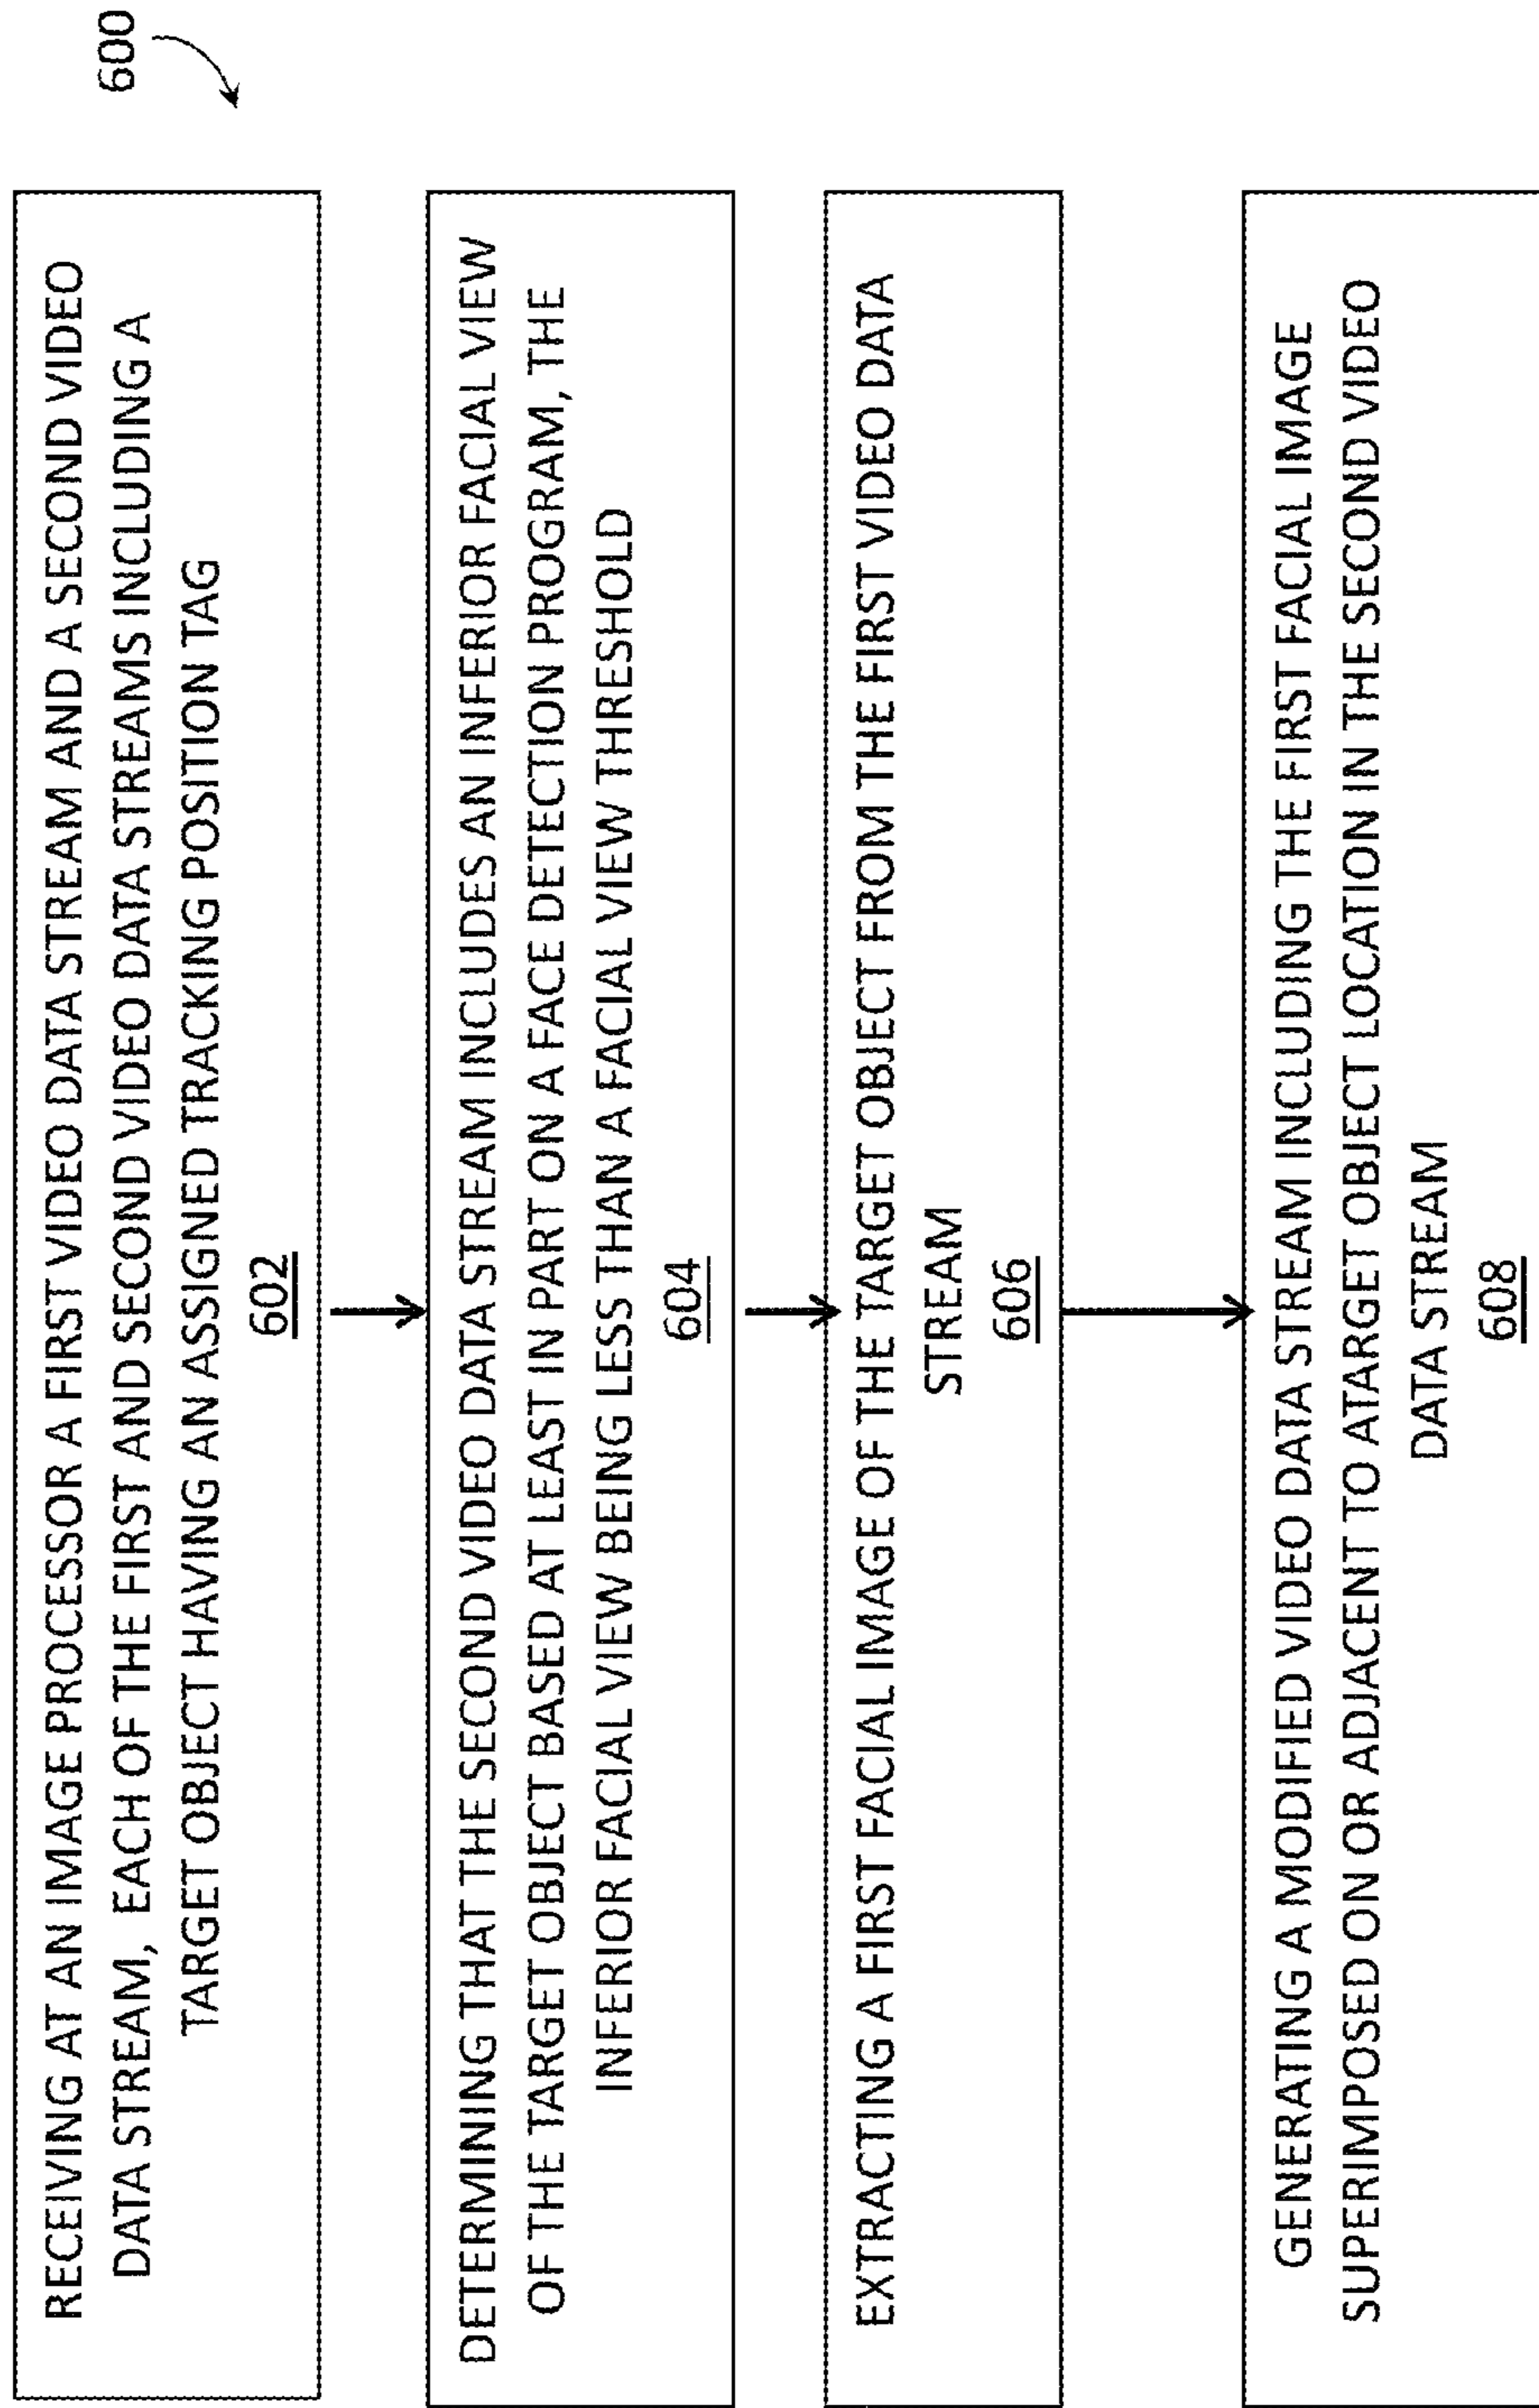 600
RECEIVING AT AN IMAGE PROCESSOR A FIRST VIDEO DATA STREAM AND A SECOND VIDEO
DATA STREAM, EACH OF THE FIRST AND SECOND VIDEO DATA STREAMS INCLUDING A
TARGET OBJECT HAVING AN ASSIGNED TRACKING POSITION TAG
602
DETERMINING THAT THE SECOND VIDEO DATA STREAM INCLUDES AN INFERIOR FACIAL VIEW
OF THE TARGET OBJECT BASED AT LEAST IN PART ON A FACE DETECTION PROGRAM, THE
INFERIOR FACIAL VIEW BEING LESS THAN A FACIAL VIEW THRESHOLD
604
EXTRACTING A FIRST FACIAL IMAGE OF THE TARGET OBJECT FROM THE FIRST VIDEO DATA
STREAM
606
GENERATING A MODIFIED VIDEO DATA STREAM INCLUDING THE FIRST FACIAL IMAGE
SUPERIMPOSED ON OR ADJACENT TO ATARGET OBJECT LOCATION IN THE SECOND VIDEO
DATA STREAM
608